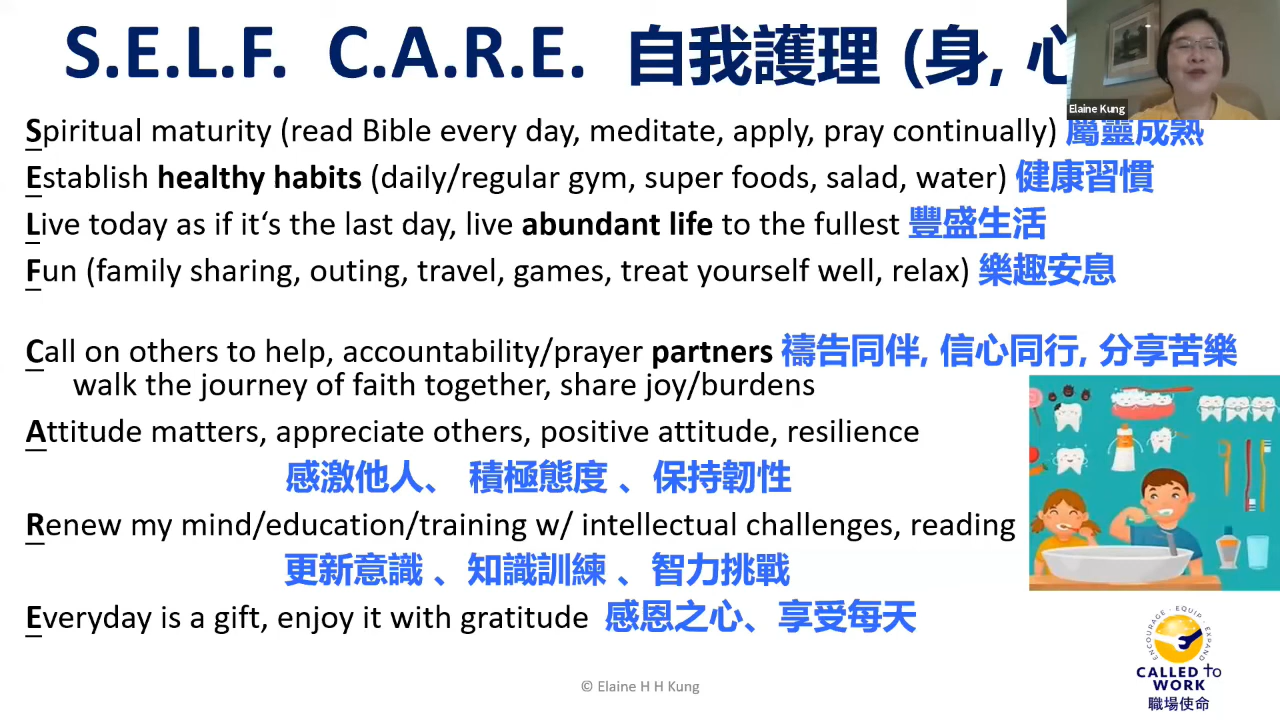 S.E.L.F. C.A.R.E. 自我護理 (身, 心
Elaine Kung
Spiritual maturity (read Bible every day, meditate, apply, pray continually) 屬靈成熟
Establish healthy habits (daily/regular gym, super foods, salad, water) 健康習慣
Live today as if it‘s the last day, live abundant life to the fullest 豐盛生活
Fun (family sharing, outing, travel, games, treat yourself well, relax) 樂趣安息
Call on others to help, accountability/prayer partners 禱告同伴, 信心同行, 分享苦樂
walk the journey of faith together, share joy/burdens
Attitude matters, appreciate others, positive attitude, resilience
感激他人、 積極態度 、保持韌性
Renew my mind/education/training w/ intellectual challenges, reading
更新意識 、知識訓練 、智力挑戰
Everyday is a gift, enjoy it with gratitude 感恩之心、享受每天
ENCOURAGE · EQUIP · EXPAND
CALLED to
WORK
職場使命
© Elaine H H Kung